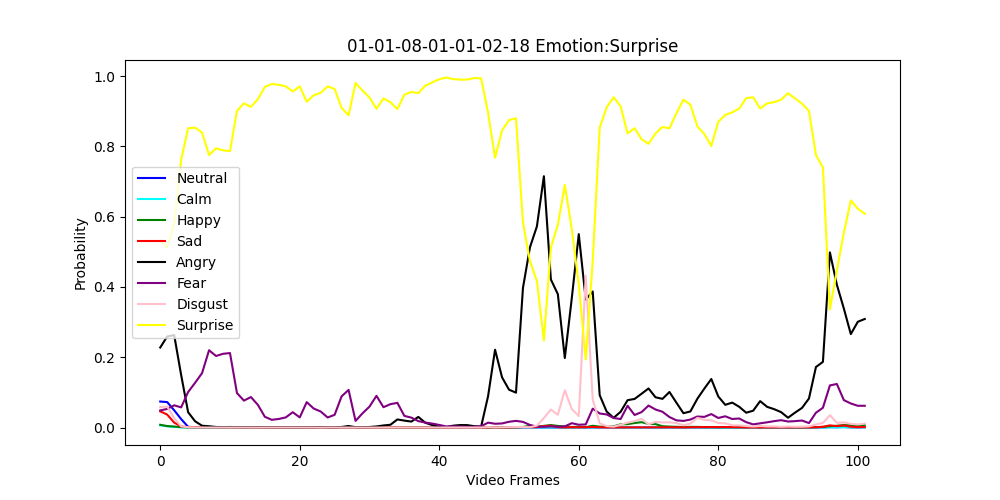 01-01-08-01-01-02-18 Emotion:Surprise
1.0
0.8
0.6
0.4
0.2
0.0
Probability
Neutral
Calm
Happy
Sad
Angry
Fear
Disgust
Surprise
0 20 40 60 80 100
Video Frames